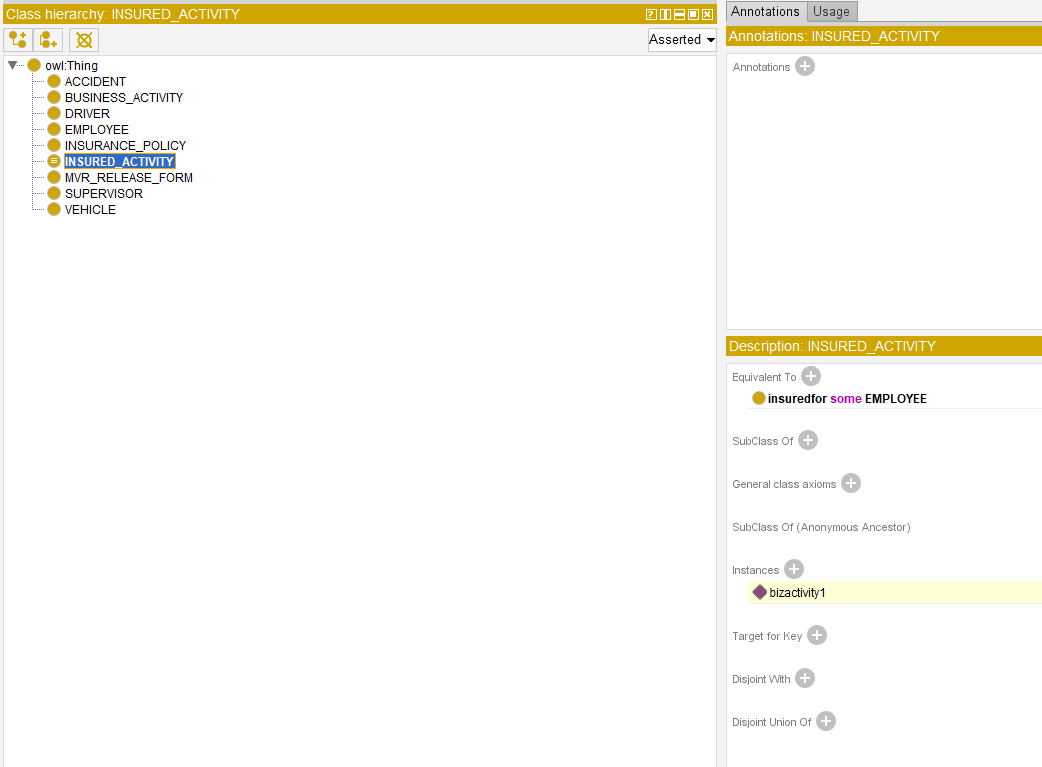 Class hierarchy: INSURED_ACTIVITY
Asserted
owl:Thing
ACCIDENT
BUSINESS_ACTIVITY
DRIVER
EMPLOYEE
INSURANCE_POLICY
INSURED_ACTIVITY
MVR_RELEASE_FORM
SUPERVISOR
VEHICLE
Annotations Usage
Annotations: INSURED_ACTIVITY
Annotations
Description: INSURED_ACTIVITY
Equivalent To
insuredfor some EMPLOYEE
SubClass Of
General class axioms
SubClass Of (Anonymous Ancestor)
Instances
bizactivity1
Target for Key
Disjoint With
Disjoint Union Of